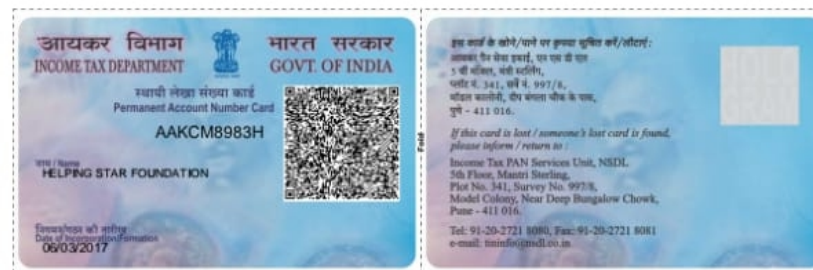 आयकर विभाग
INCOME TAX DEPARTMENT
भारत सरकार
GOVT. OF INDIA
स्थायी लेखा संख्या कार्ड
Permanent Account Number Card
AAKCM8983H
नाम / Name
HELPING STAR FOUNDATION
निगमन/गठन की तारीख
Date of Incorporation/Formation
06/03/2017
Fold
इस कार्ड के खोने/पाने पर कृपया सूचित करें/लौटाएं :
आयकर पैन सेवा इकाई, एन एस डी एल
5 वीं मंजिल, मंत्री स्टर्लिंग,
प्लॉट नं. 341, सर्वे नं. 997/8,
मॉडल कालोनी, दीप बंगला चौक के पास,
पुणे - 411 016.
If this card is lost / someone's lost card is found,
please inform / return to :
Income Tax PAN Services Unit, NSDL
5th Floor, Mantri Sterling,
Plot No. 341, Survey No. 997/8,
Model Colony, Near Deep Bungalow Chowk,
Pune - 411 016.
Tel: 91-20-2721 8080, Fax: 91-20-2721 8081
e-mail: tininfo@nsdl.co.in